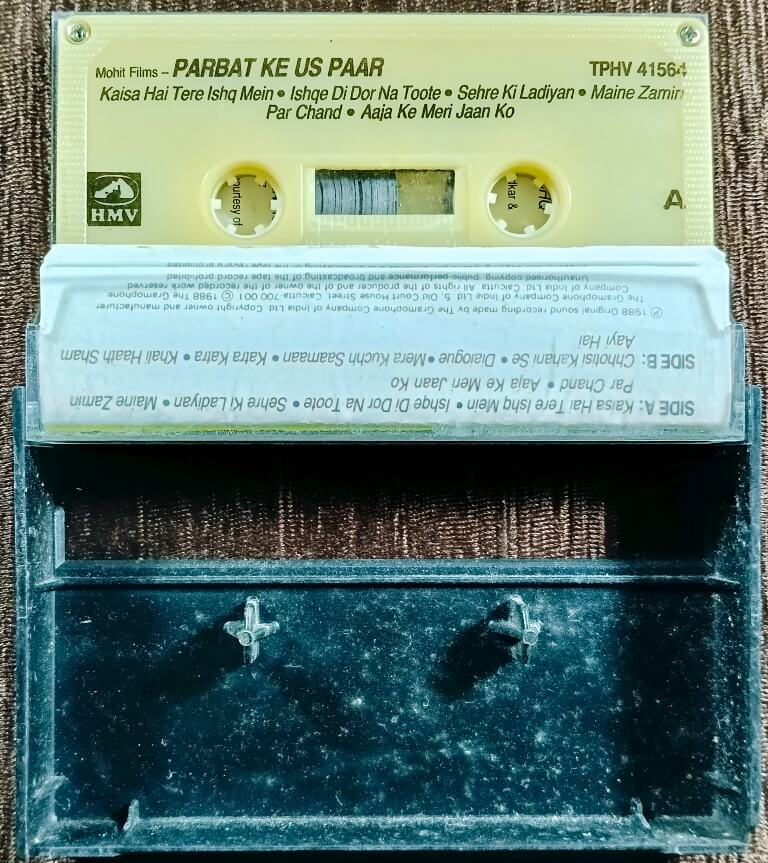 Mohit Films – PARBAT KE US PAAR
TPHV 41564
Kaisa Hai Tere Ishq Mein • Ishqe Di Dor Na Toote • Sehre Ki Ladiyan • Maine Zamin
Par Chand • Aaja Ke Meri Jaan Ko
HMV
ourtesy of
lkar &
A
SIDE A: Kaisa Hai Tere Ishq Mein • Ishqe Di Dor Na Toote • Sehre Ki Ladiyan • Maine Zamin
Par Chand • Aaja Ke Meri Jaan Ko
SIDE B: Chhotisi Kahani Se • Dialogue • Mera Kuchh Saamaan • Katra Katra • Khali Haath Sham
Aayi Hai
Ⓟ 1988 Original sound recording made by The Gramophone Company of India Ltd Copyright owner and manufacturer
The Gramophone Company of India Ltd. 5, Old Court House Street Calcutta 700 001 © 1988 The Gramophone
Company of India Ltd Calcutta All rights of the producer and of the owner of the recorded work reserved
Unauthorised copying public performance and broadcasting of the tape record prohibited